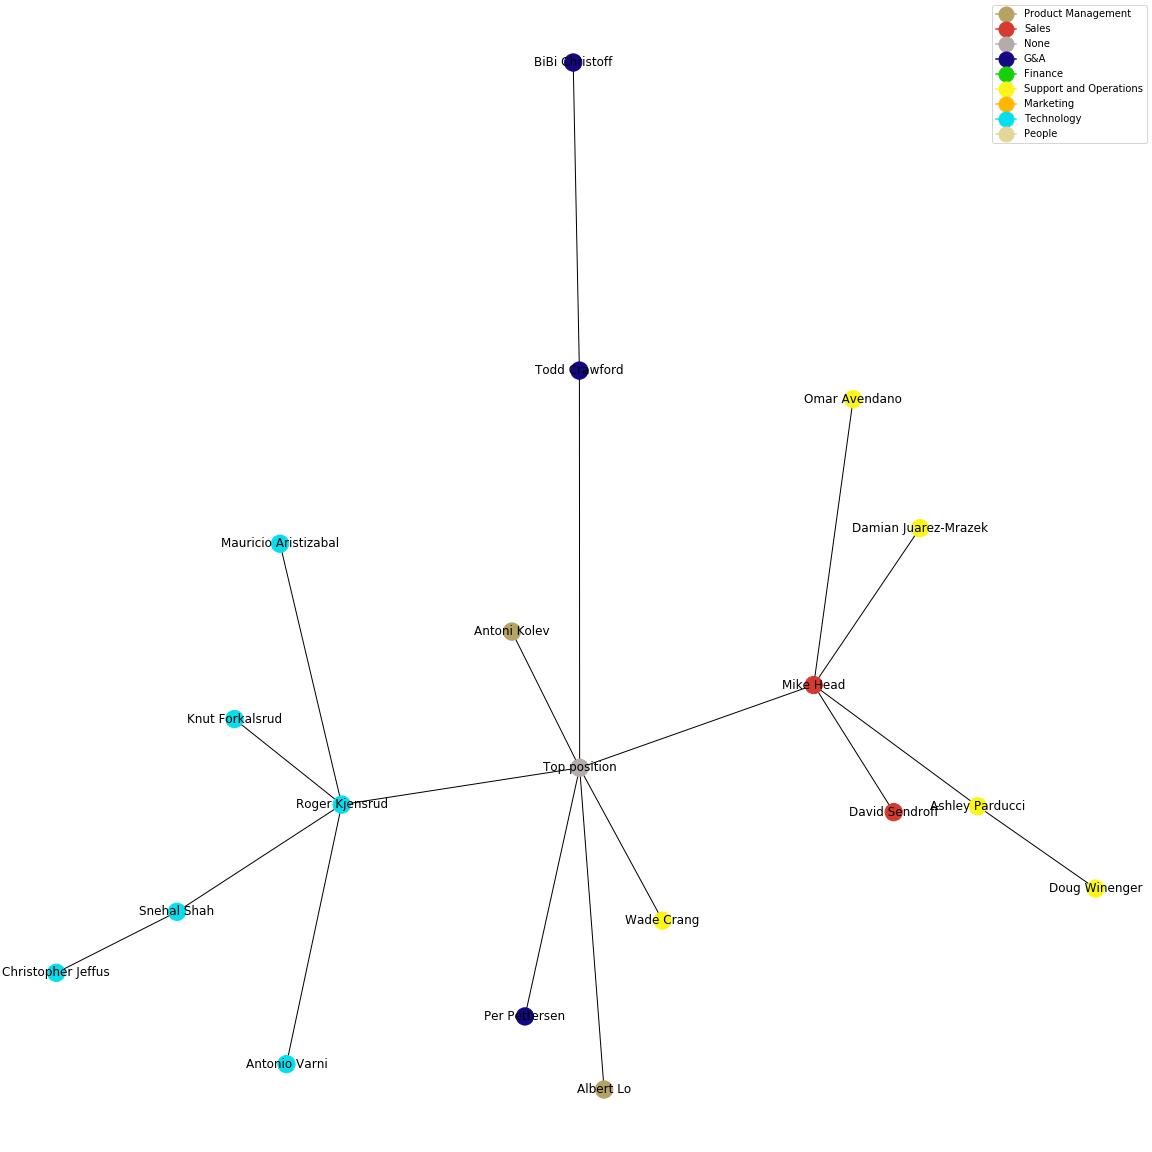 Product Management
Sales
None
G&A
Finance
Support and Operations
Marketing
Technology
People
BiBi Christoff
Todd Crawford
Omar Avendano
Damian Juarez-Mrazek
Mauricio Aristizabal
Antoni Kolev
Mike Head
Knut Forkalsrud
Top position
Roger Kjensrud
David Sendroff
Ashley Parducci
Doug Winenger
Snehal Shah
Wade Crang
Christopher Jeffus
Per Pettersen
Antonio Varni
Albert Lo